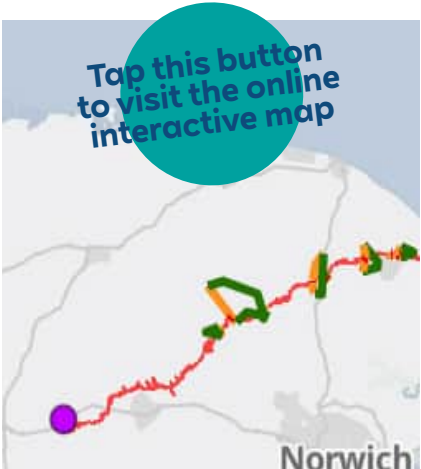 Tap this button
to visit the online
interactive map
Norwich